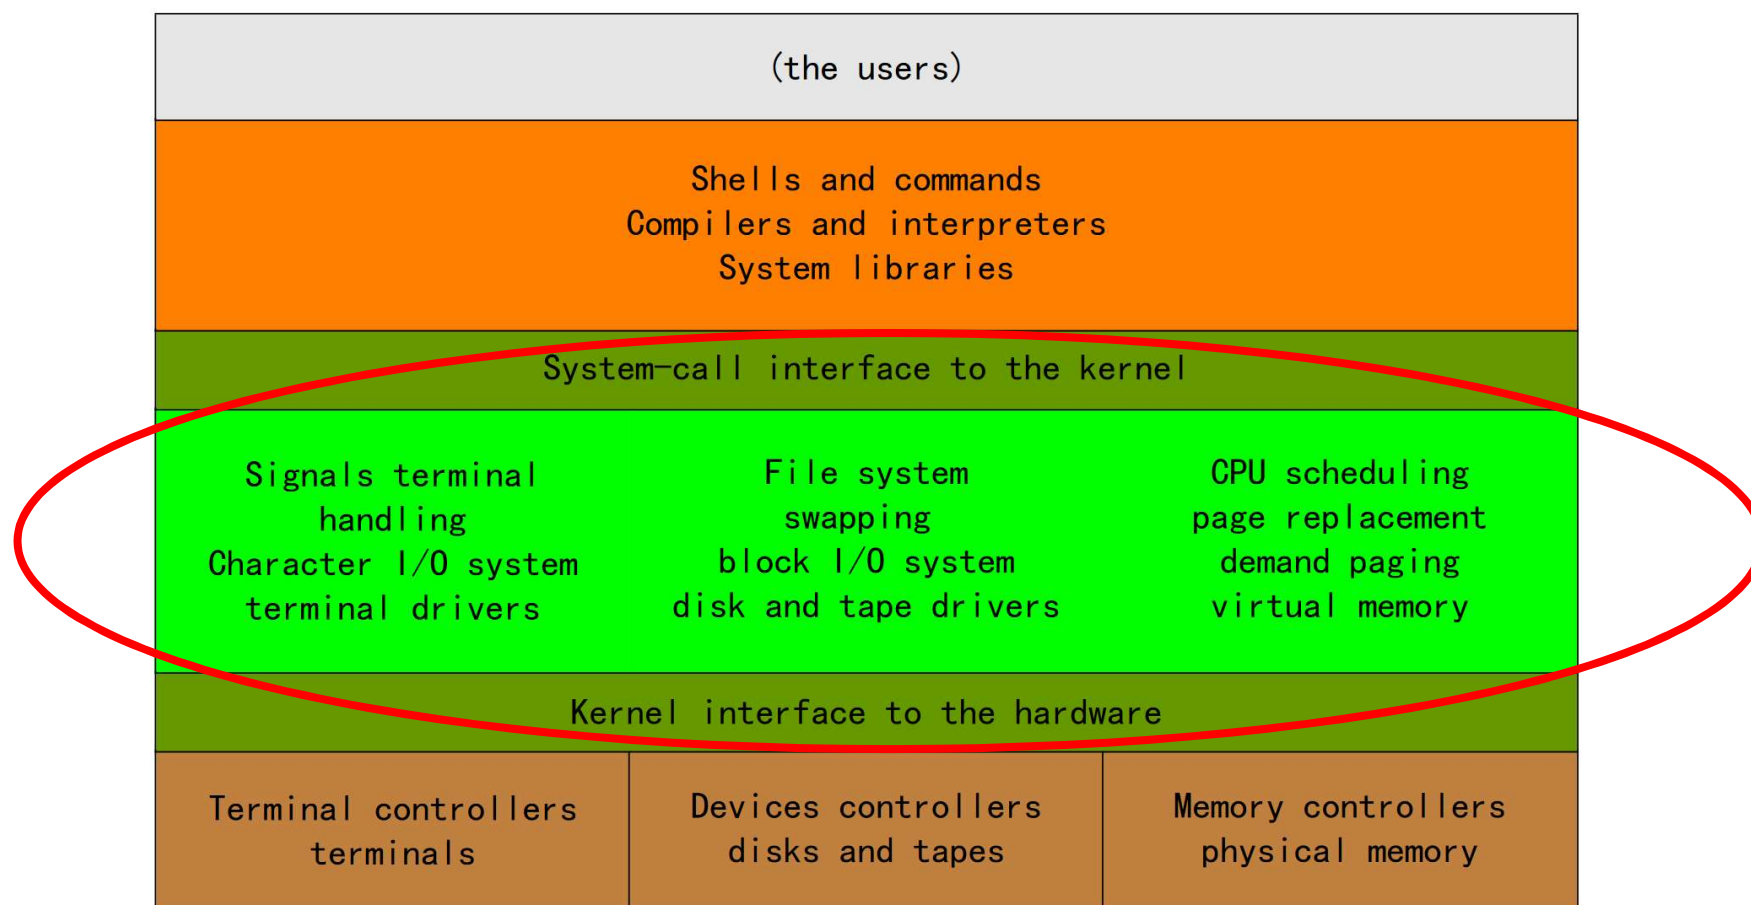 (the users)
Shells and commands
Compilers and interpreters
System libraries
System-call interface to the kernel
Signals terminal
handling
Character I/O system
terminal drivers
File system
swapping
block I/O system
disk and tape drivers
CPU scheduling
page replacement
demand paging
virtual memory
Kernel interface to the hardware
Terminal controllers
terminals
Devices controllers
disks and tapes
Memory controllers
physical memory